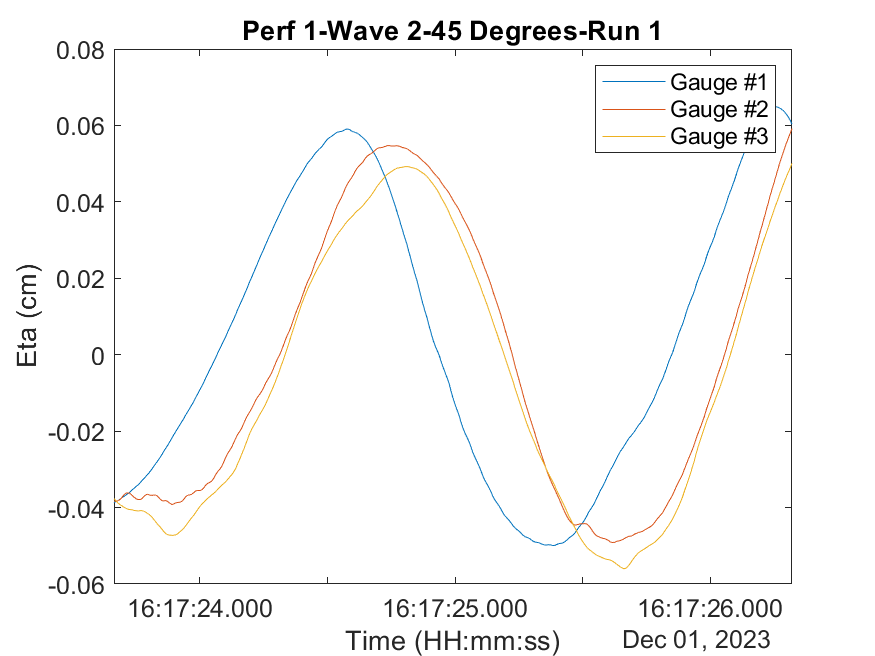 Perf 1-Wave 2-45 Degrees-Run 1
0.08
0.06
0.04
0.02
0
-0.02
-0.04
-0.06
Eta (cm)
Gauge #1
Gauge #2
Gauge #3
16:17:24.000 16:17:25.000 16:17:26.000
Time (HH:mm:ss)
Dec 01, 2023